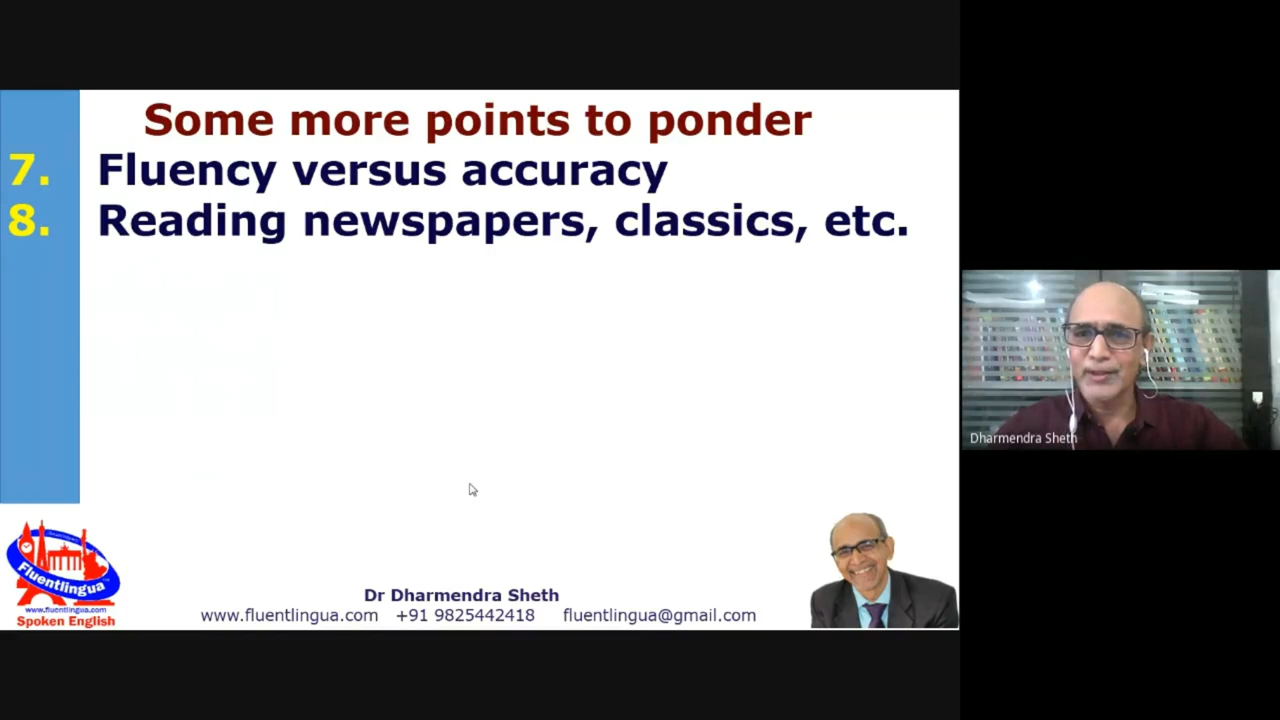 Some more points to ponder
7. Fluency versus accuracy
8. Reading newspapers, classics, etc.
Dharmendra Sheth
Fluentlingua
www.fluentlingua.com
Spoken English
Dr Dharmendra Sheth
www.fluentlingua.com +91 9825442418 fluentlingua@gmail.com